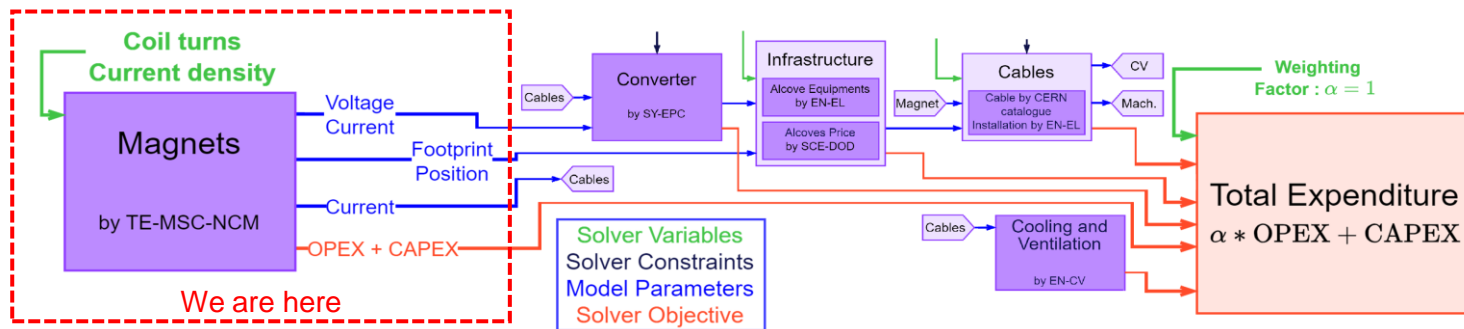 Coil turns
Current density
Magnets
by TE-MSC-NCM
Voltage
Current
Footprint
Position
Current
OPEX + CAPEX
We are here
Cables
Cables
Converter
by SY-EPC
Infrastructure
Alcove Equipments
by EN-EL
Alcoves Price
by SCE-DOD
Magnet
Cables
Cable by CERN
catalogue
Installation by EN-EL
CV
Mach.
Solver Variables
Solver Constraints
Model Parameters
Solver Objective
Cables
Cooling and
Ventilation
by EN-CV
Weighting
Factor : α = 1
Total Expenditure
α * OPEX + CAPEX